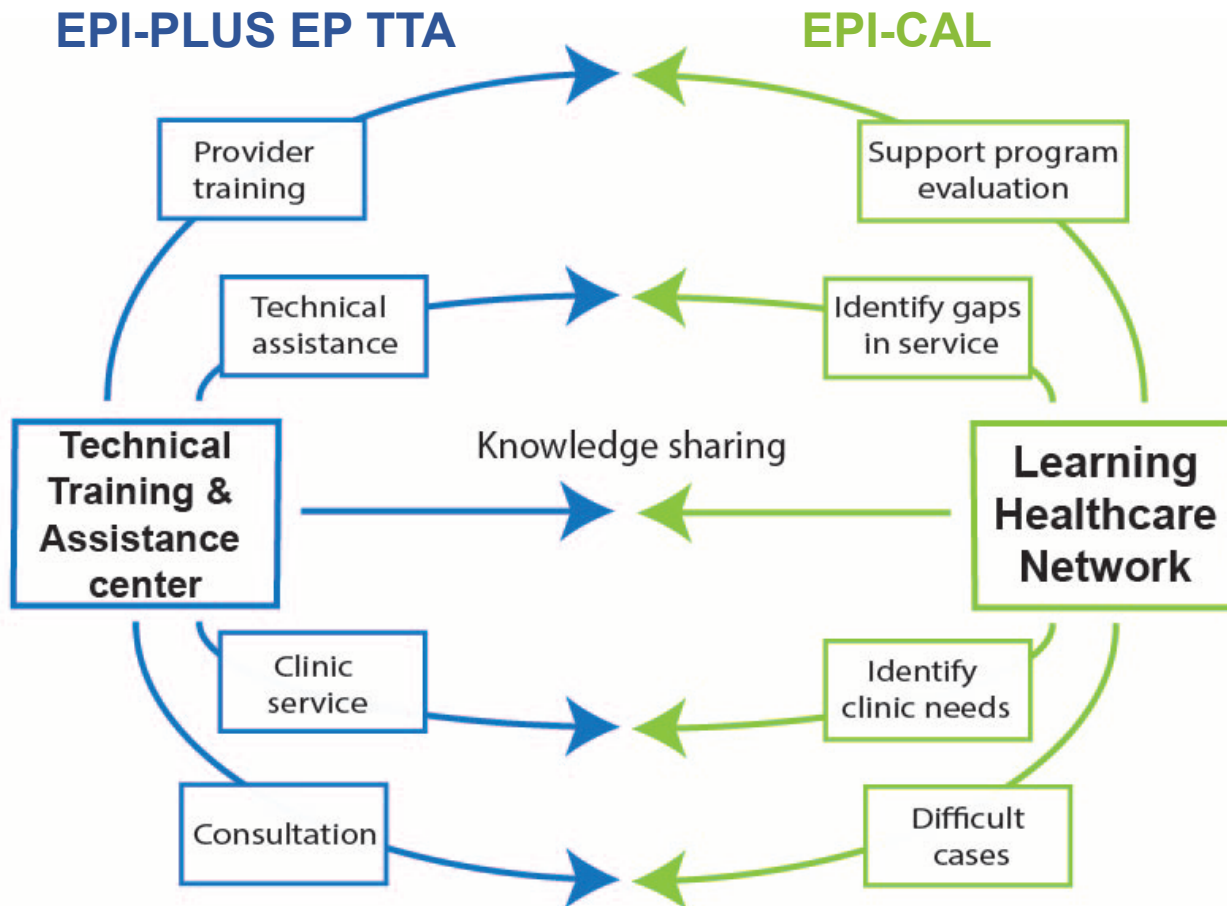 EPI-PLUS EP TTA
EPI-CAL
Provider
training
Support program
evaluation
Technical
assistance
Identify gaps
in service
Technical
Training &
Assistance
center
Knowledge sharing
Learning
Healthcare
Network
Clinic
service
Identify
clinic needs
Consultation
Difficult
cases